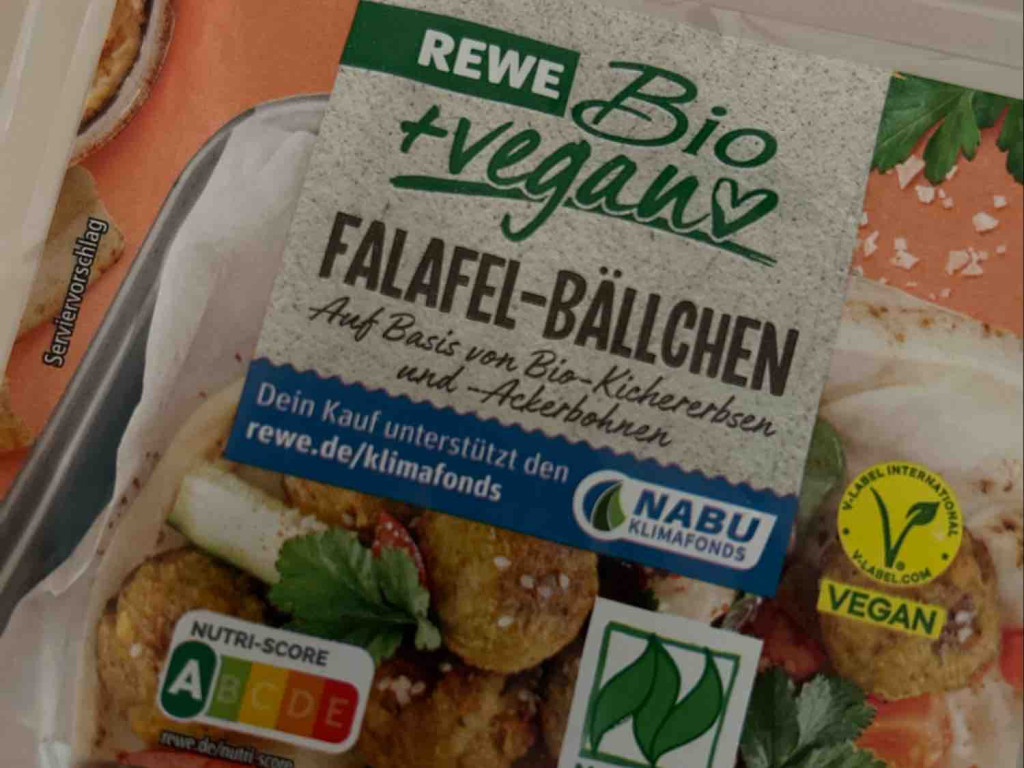 REWE Bio
+vegan
FALAFEL-BÄLLCHEN
Auf Basis von Bio-Kichererbsen
und -Ackerbohnen
Dein Kauf unterstützt den
rewe.de/klimafonds
NABU
KLIMAFONDS
Serviervorschlag
V-LABEL INTERNATIONAL
V-LABEL.COM
VEGAN
NUTRI-SCORE
A B C D E
rewe.de/nutri-score